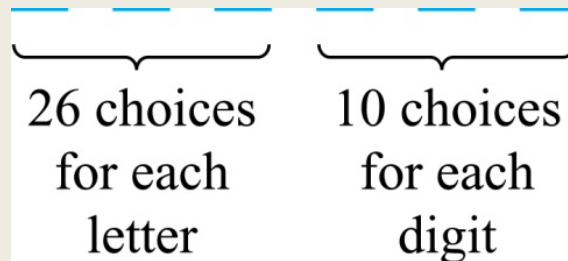 26 choices 10 choices
for each for each
letter digit